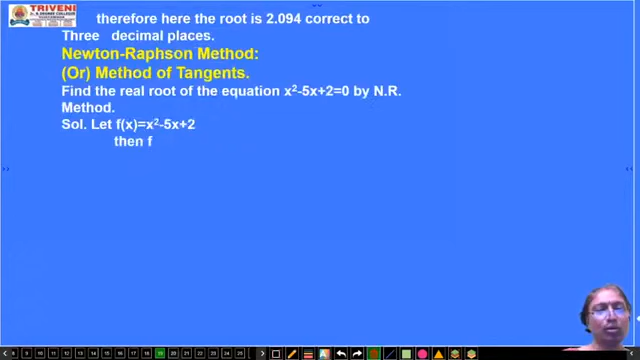 TRIVENI
therefore here the root is 2.094 correct to
Three decimal places.
Newton-Raphson Method:
(Or) Method of Tangents.
Find the real root of the equation x²-5x+2=0 by N.R.
Method.
Sol. Let f(x)=x²-5x+2
then f